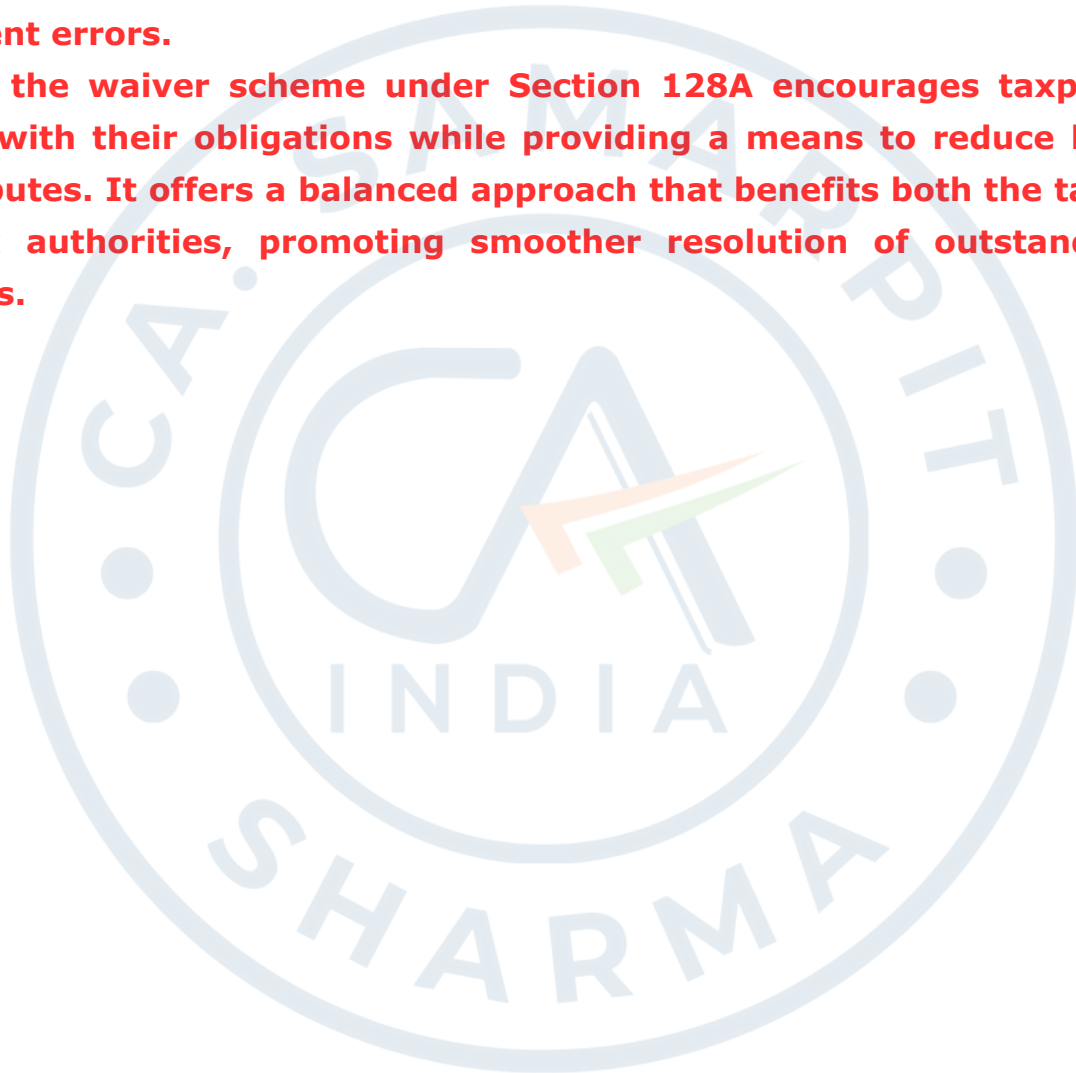 ent errors.
the waiver scheme under Section 128A encourages taxp
with their obligations while providing a means to reduce
outes. It offers a balanced approach that benefits both the ta
authorities, promoting smoother resolution of outstand
s.
CA. SAMARPIT
CA
INDIA
SHARMA